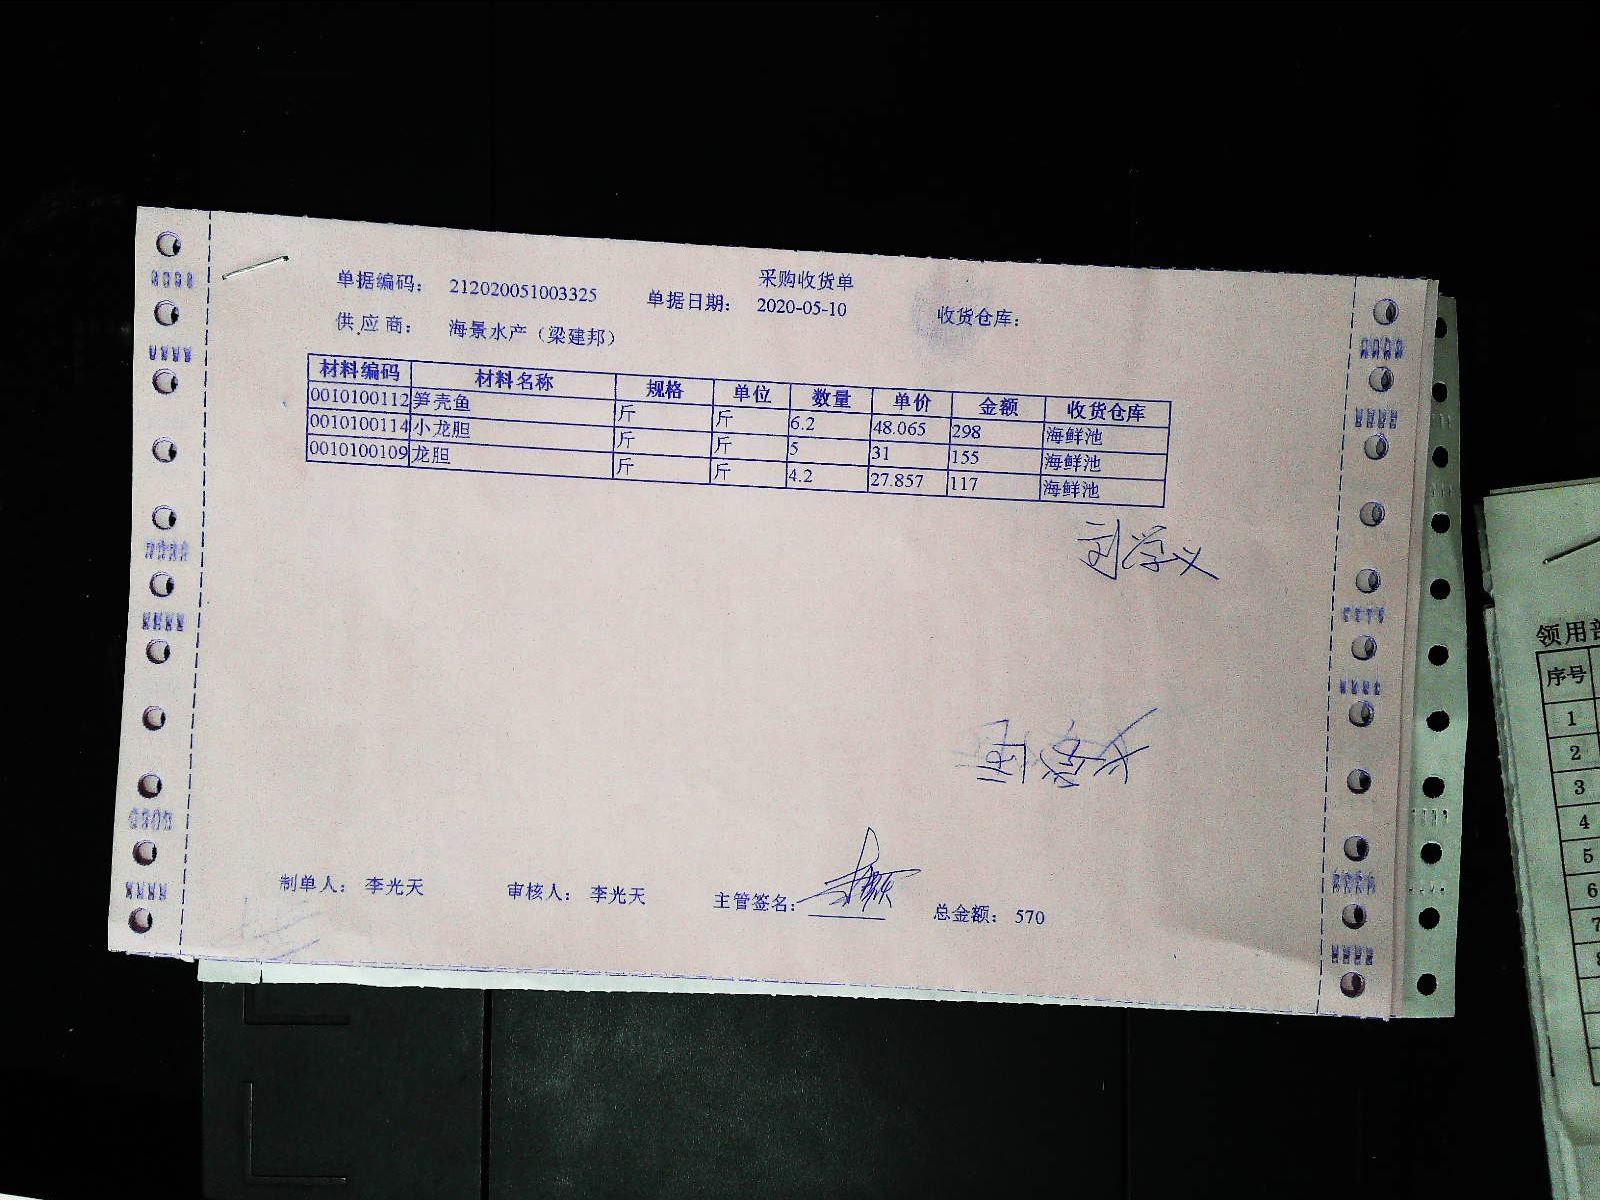 采购收货单
单据编码： 212020051003325 单据日期： 2020-05-10 收货仓库：
供应商： 海景水产（梁建邦）
材料编码 材料名称 规格 单位 数量 单价 金额 收货仓库
0010100112 笋壳鱼 斤 斤 6.2 48.065 298 海鲜池
0010100114 小龙胆 斤 斤 5 31 155 海鲜池
0010100109 龙胆 斤 斤 4.2 27.857 117 海鲜池
刘学义
制单人： 李光天 审核人： 李光天 主管签名： 总金额： 570
领用
序号
1
2
3
4
5
6
7